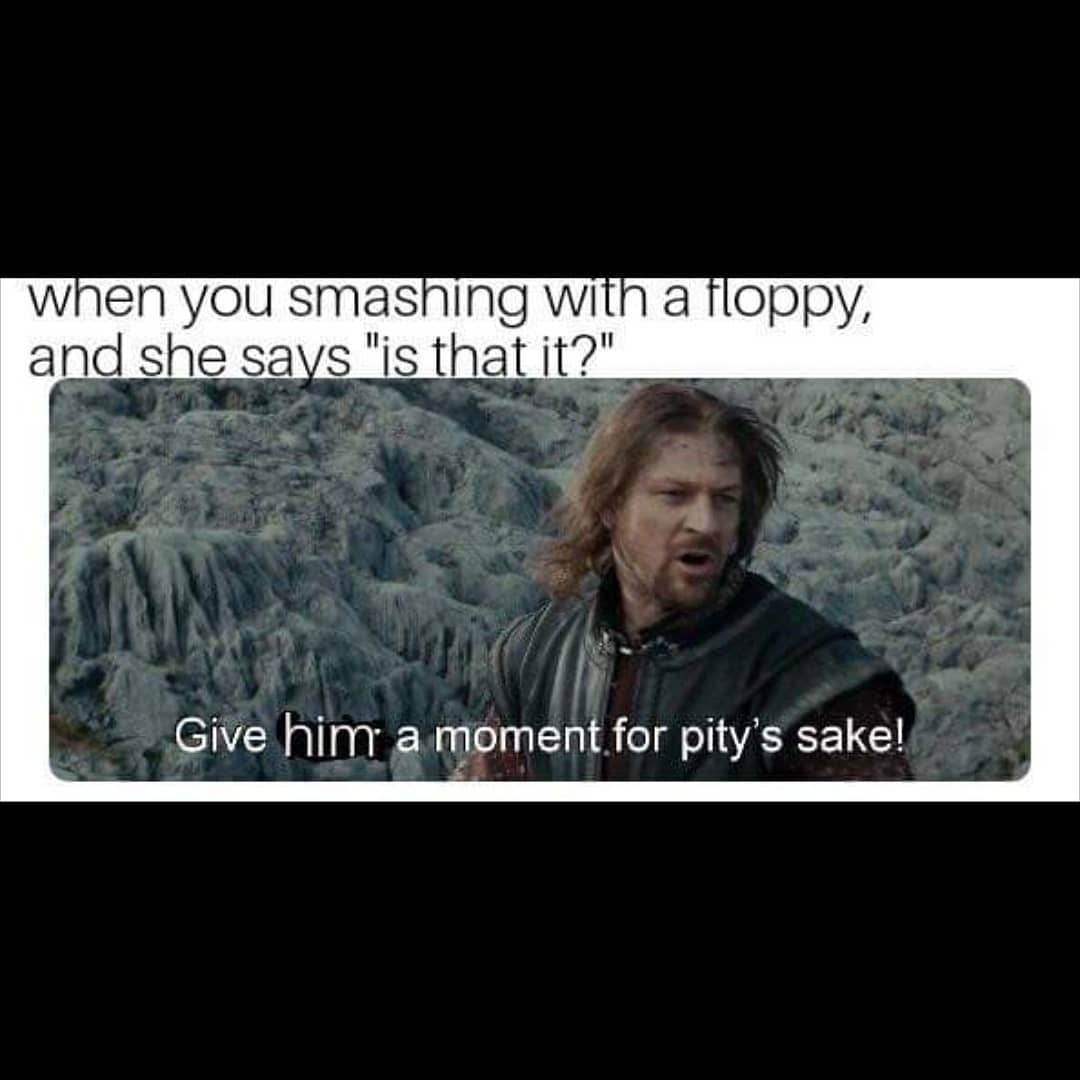 when you smashing with a floppy,
and she says "is that it?"
Give him a moment for pity's sake!